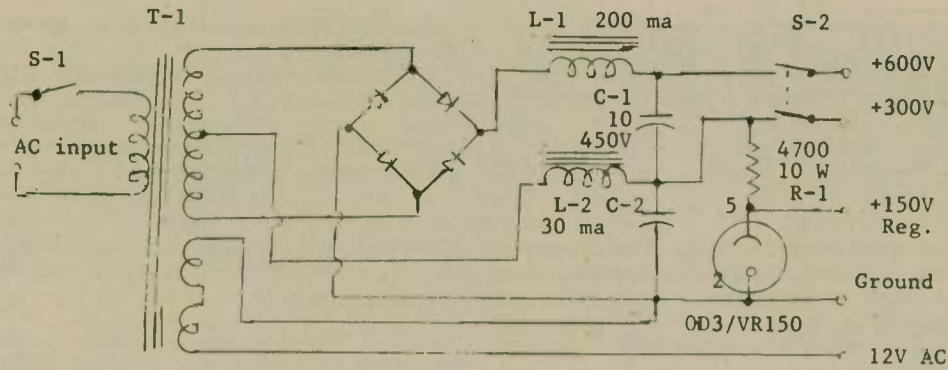 T-1
L-1 200 ma
S-2
S-1
+600V
C-1
10
450V
+300V
AC input
4700
10 W
R-1
L-2 C-2
30 ma
5
+150V
Reg.
2
Ground
OD3/VR150
12V AC